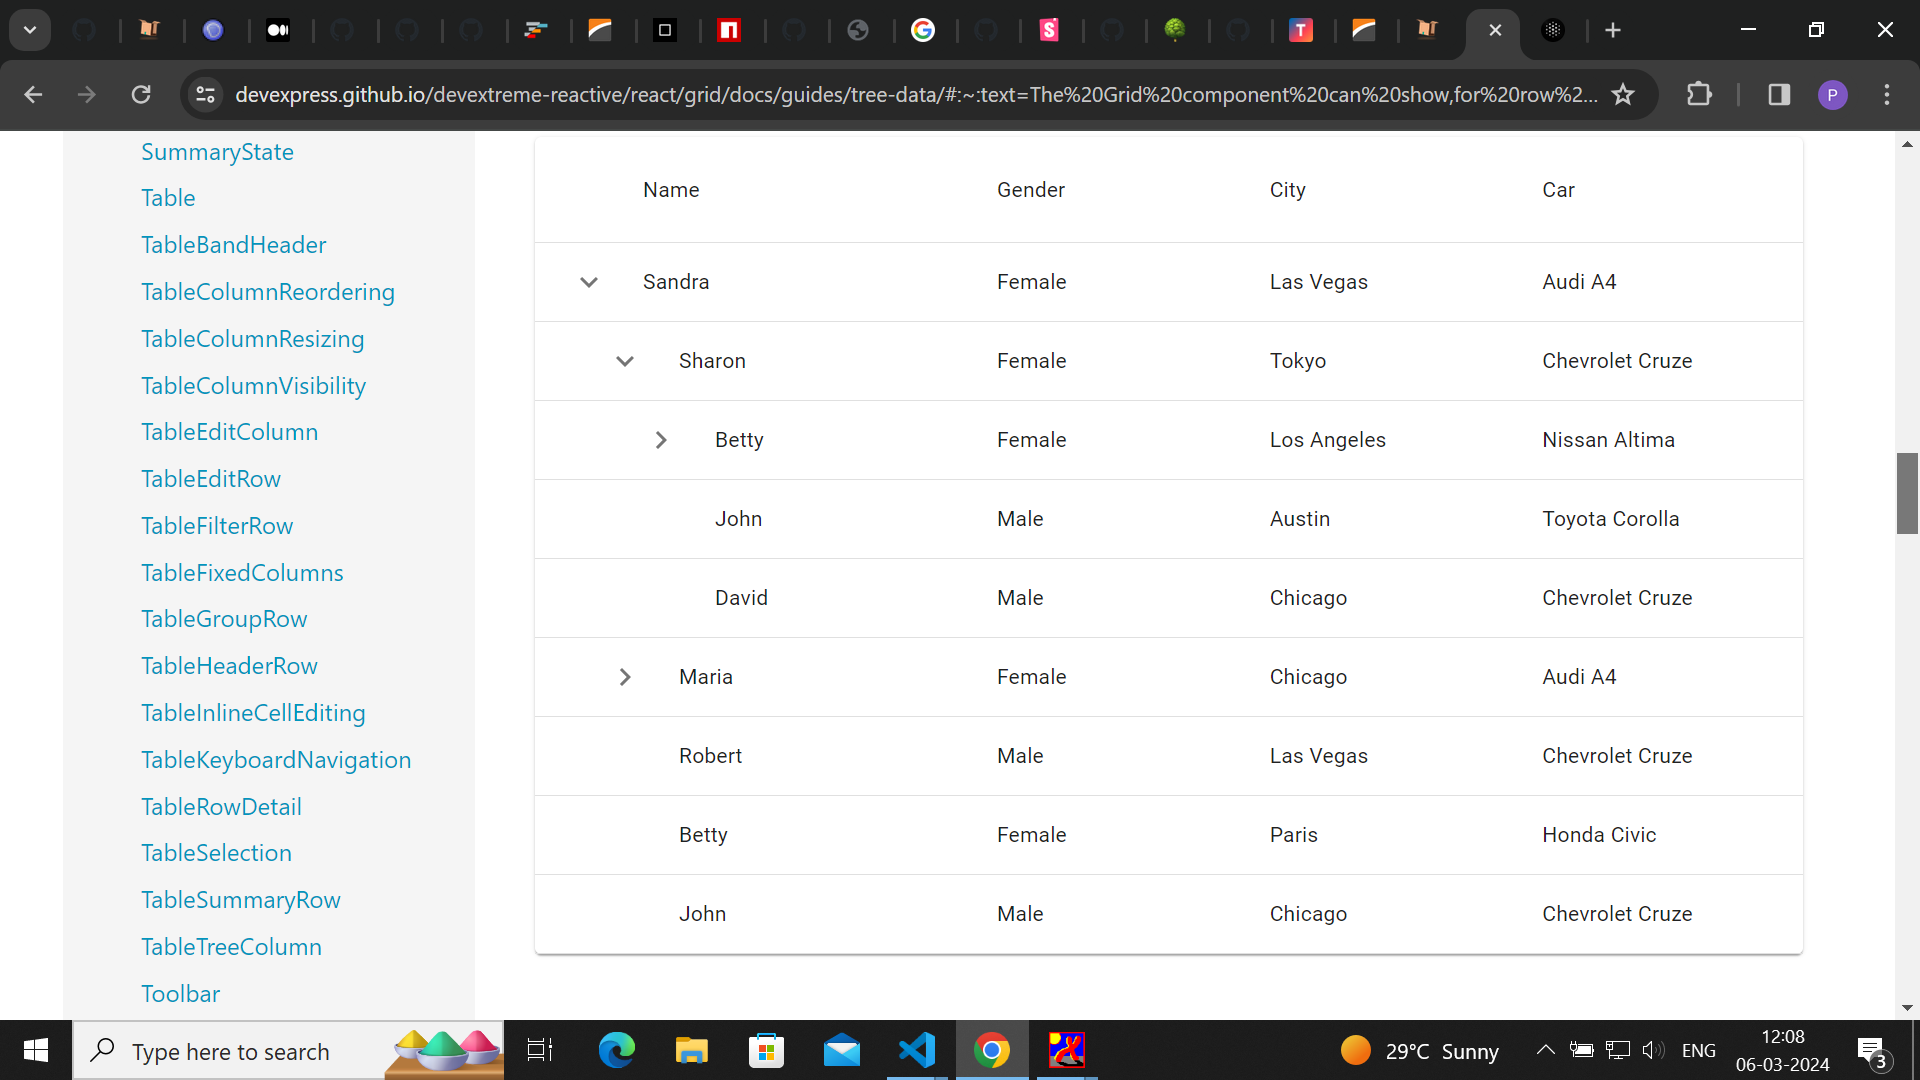 devexpress.github.io/devextreme-reactive/react/grid/docs/guides/tree-data/#:~:text=The%20Grid%20component%20can%20show,for%20row%2...
P
SummaryState
Table
TableBandHeader
TableColumnReordering
TableColumnResizing
TableColumnVisibility
TableEditColumn
TableEditRow
TableFilterRow
TableFixedColumns
TableGroupRow
TableHeaderRow
TableInlineCellEditing
TableKeyboardNavigation
TableRowDetail
TableSelection
TableSummaryRow
TableTreeColumn
Toolbar
Name Gender City Car
Sandra Female Las Vegas Audi A4
Sharon Female Tokyo Chevrolet Cruze
Betty Female Los Angeles Nissan Altima
John Male Austin Toyota Corolla
David Male Chicago Chevrolet Cruze
Maria Female Chicago Audi A4
Robert Male Las Vegas Chevrolet Cruze
Betty Female Paris Honda Civic
John Male Chicago Chevrolet Cruze
Type here to search
29°C Sunny
ENG
12:08
06-03-2024
3